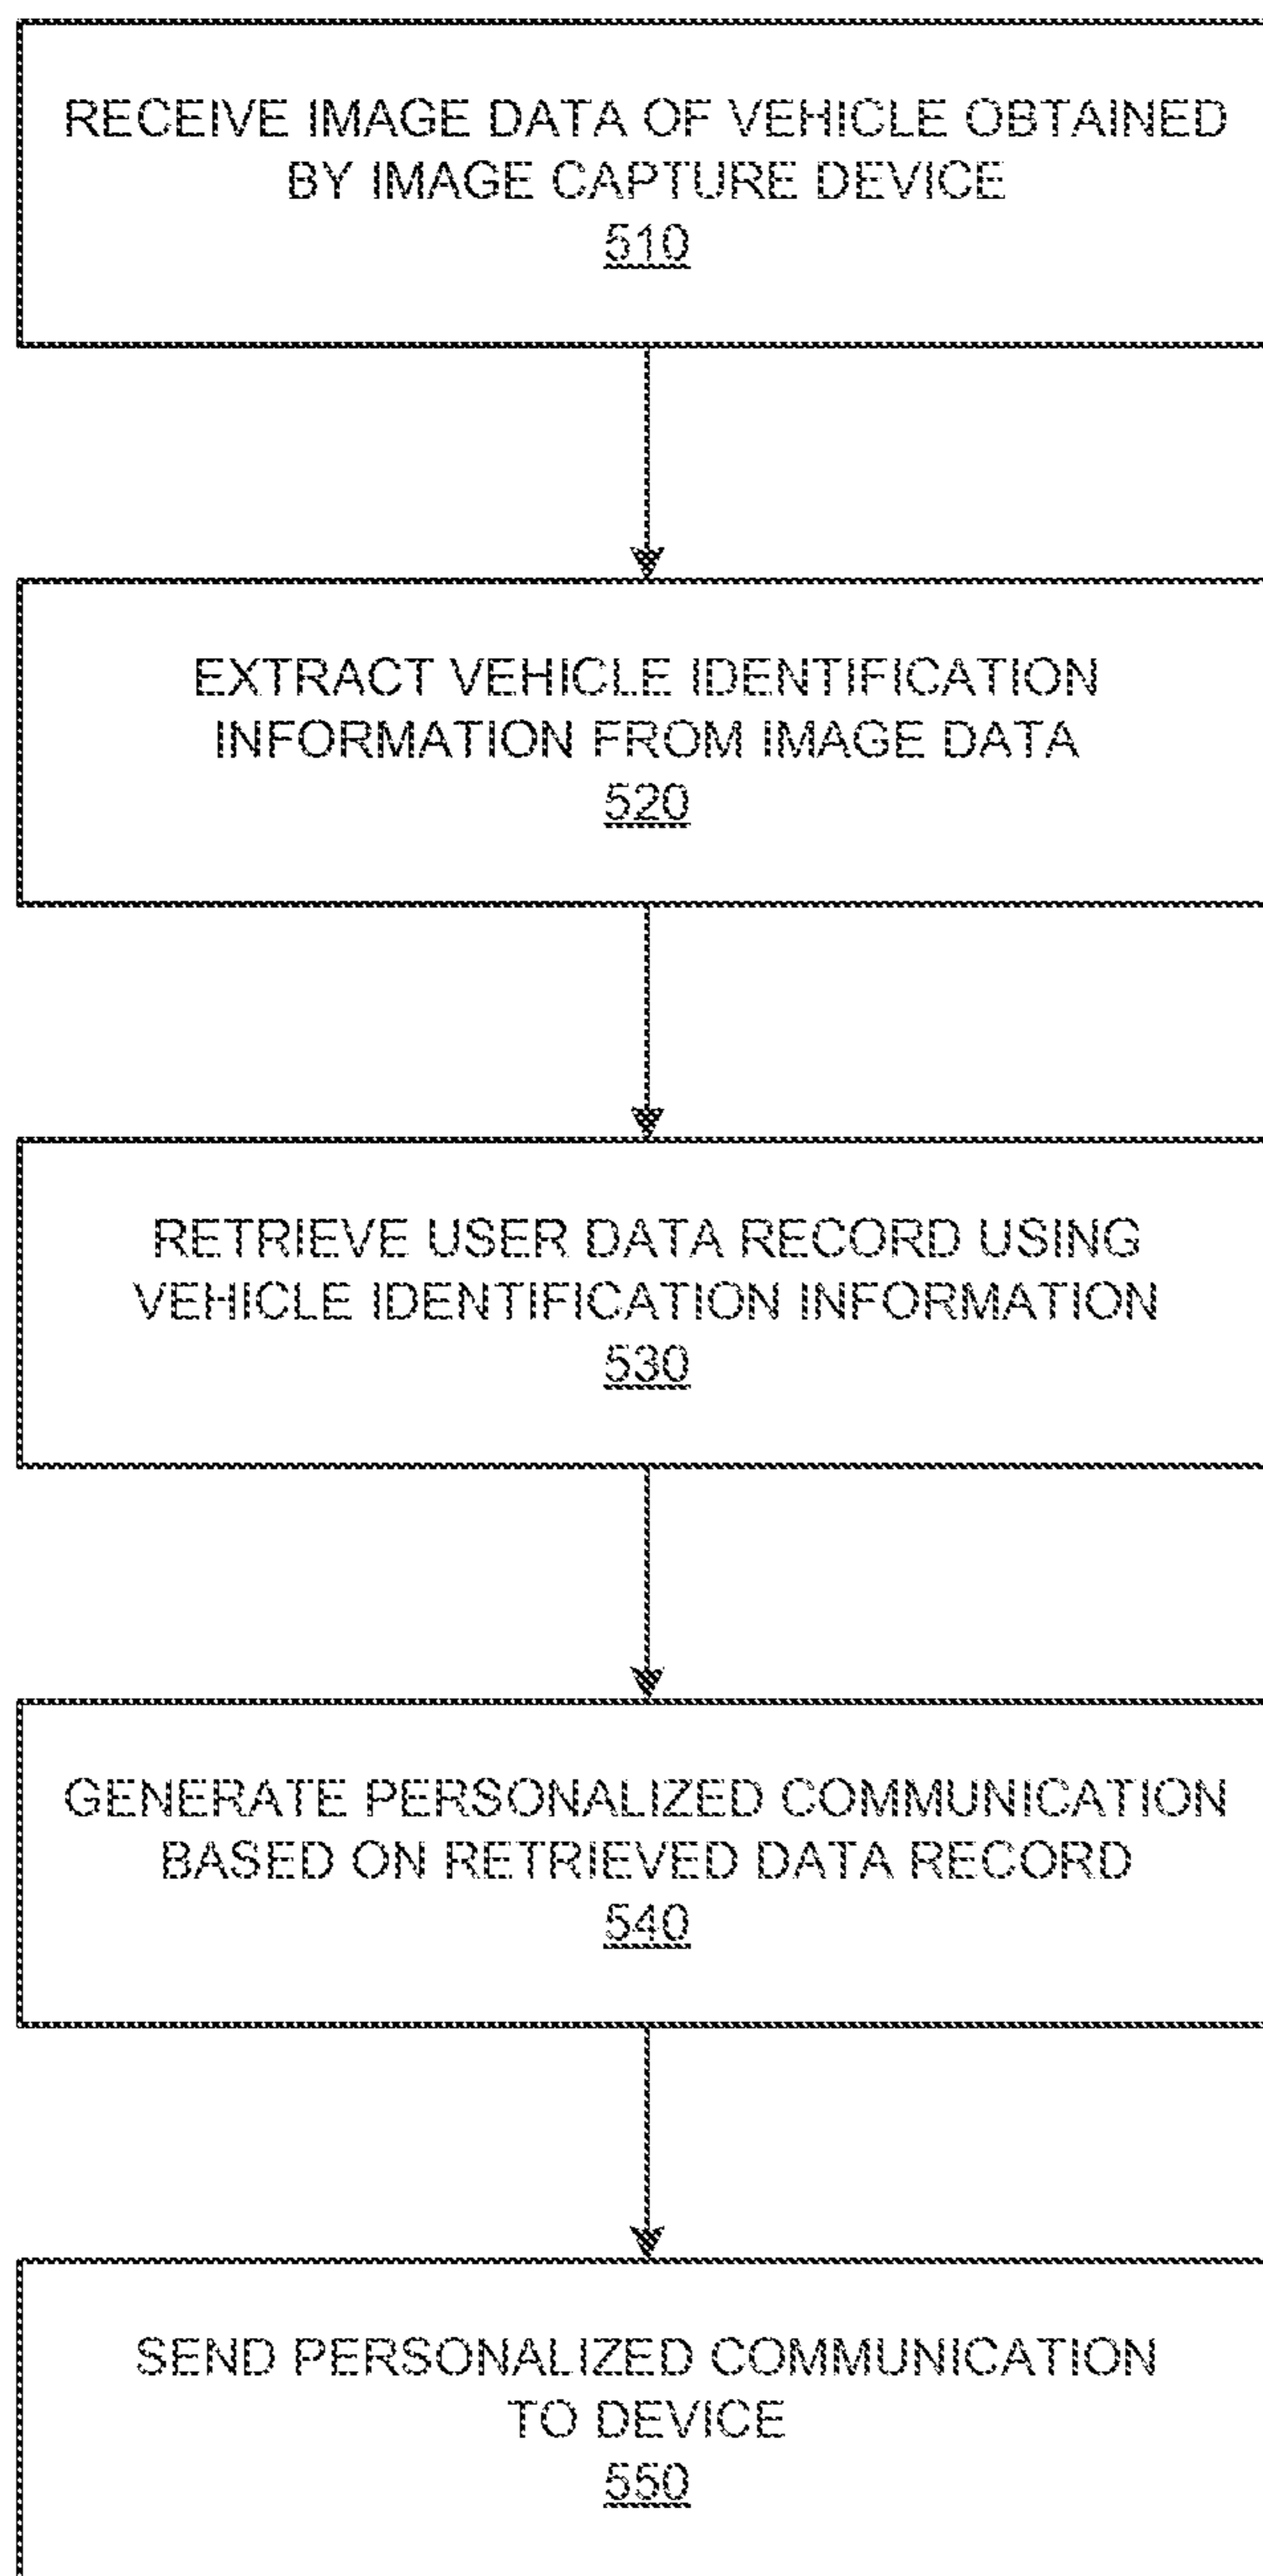 RECEIVE IMAGE DATA OF VEHICLE OBTAINED
BY IMAGE CAPTURE DEVICE
510
EXTRACT VEHICLE IDENTIFICATION
INFORMATION FROM IMAGE DATA
520
RETRIEVE USER DATA RECORD USING
VEHICLE IDENTIFICATION INFORMATION
530
GENERATE PERSONALIZED COMMUNICATION
BASED ON RETRIEVED DATA RECORD
540
SEND PERSONALIZED COMMUNICATION
TO DEVICE
550